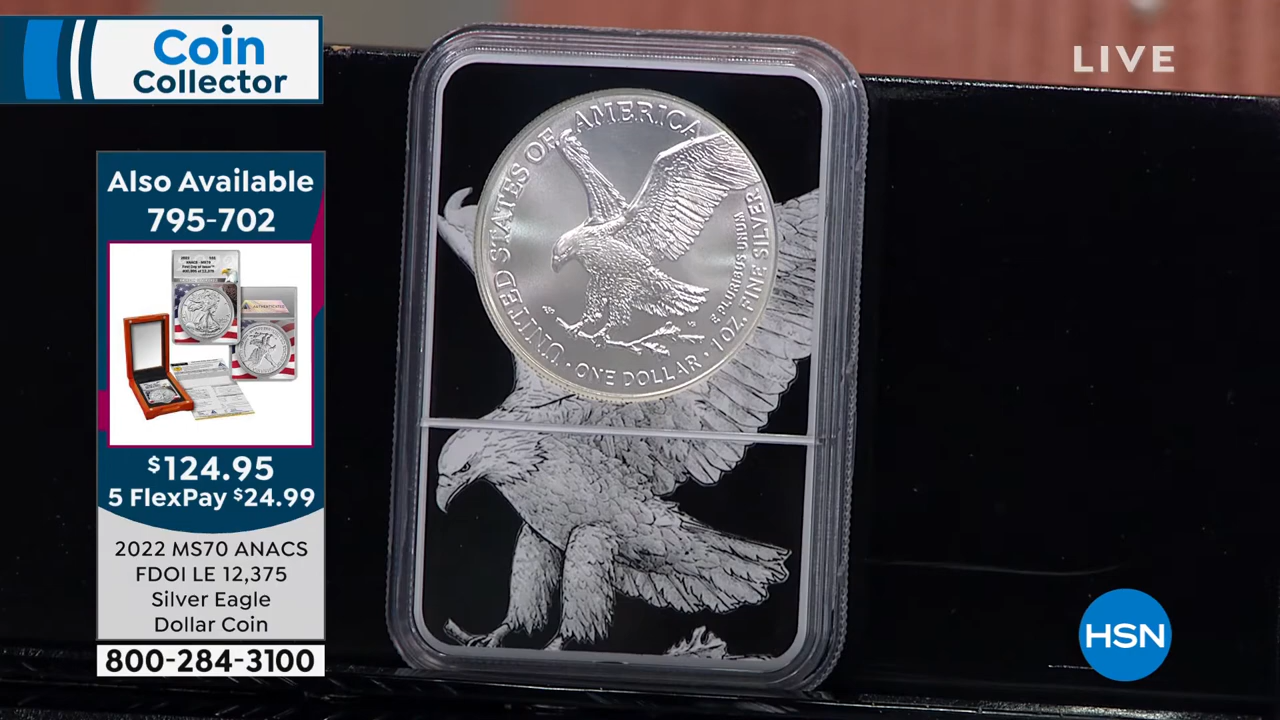 Coin
Collector
LIVE
Also Available
795-702
$124.95
5 FlexPay $24.99
2022 MS70 ANACS
FDOI LE 12,375
Silver Eagle
Dollar Coin
800-284-3100
UNITED STATES OF AMERICA
E PLURIBUS UNUM
1 OZ. FINE SILVER
· ONE DOLLAR ·
HSN